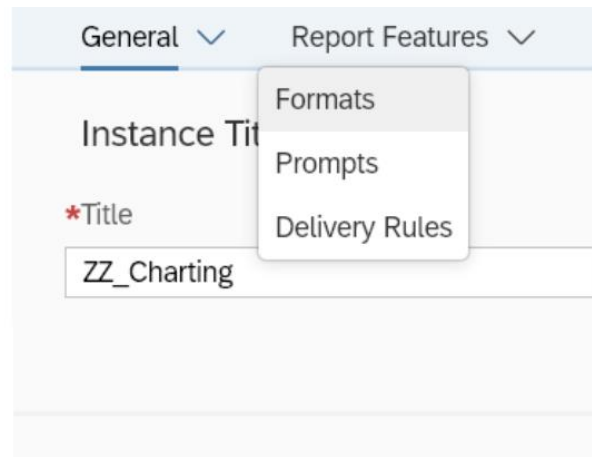 General Report Features
Formats
Instance Tit
Prompts
*Title
Delivery Rules
ZZ_Charting